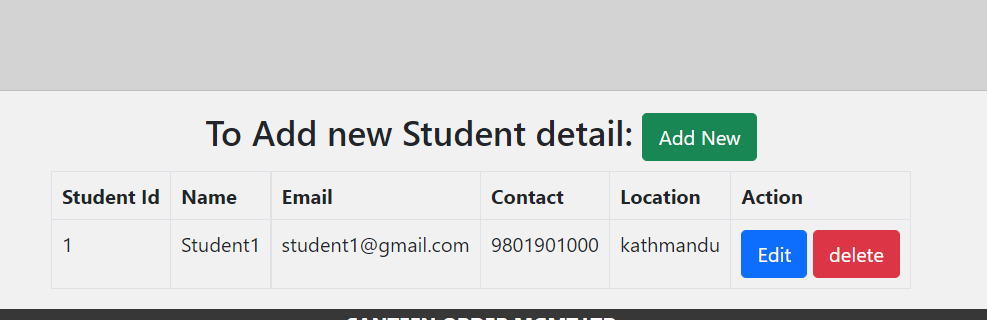 To Add new Student detail: Add New
Student Id Name Email Contact Location Action
1 Student1 student1@gmail.com 9801901000 kathmandu Edit delete